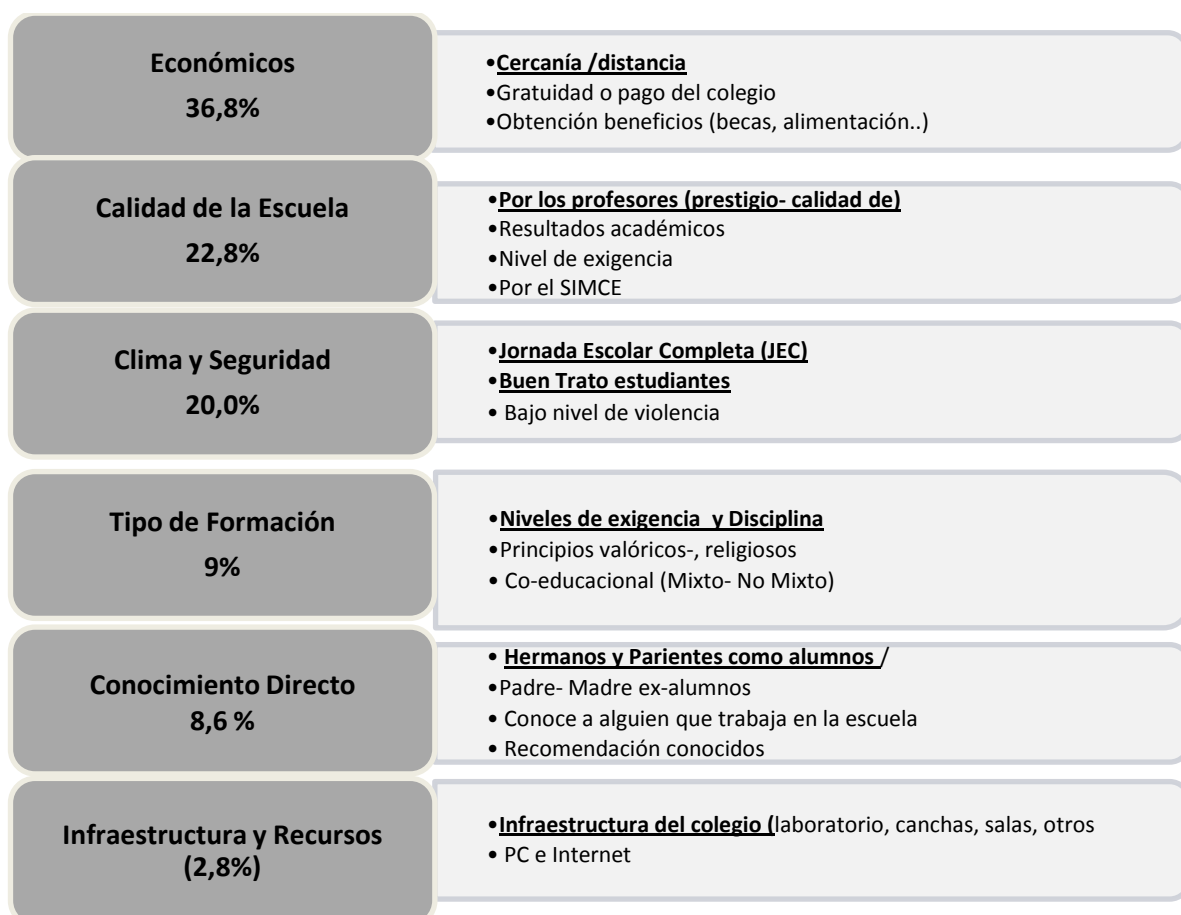 Económicos
36,8%
•Cercanía /distancia
•Gratuidad o pago del colegio
•Obtención beneficios (becas, alimentación..)
Calidad de la Escuela
22,8%
•Por los profesores (prestigio- calidad de)
•Resultados académicos
•Nivel de exigencia
•Por el SIMCE
Clima y Seguridad
20,0%
•Jornada Escolar Completa (JEC)
•Buen Trato estudiantes
• Bajo nivel de violencia
Tipo de Formación
9%
•Niveles de exigencia y Disciplina
•Principios valóricos-, religiosos
• Co-educacional (Mixto- No Mixto)
Conocimiento Directo
8,6 %
• Hermanos y Parientes como alumnos /
•Padre- Madre ex-alumnos
• Conoce a alguien que trabaja en la escuela
• Recomendación conocidos
Infraestructura y Recursos
(2,8%)
•Infraestructura del colegio (laboratorio, canchas, salas, otros
• PC e Internet